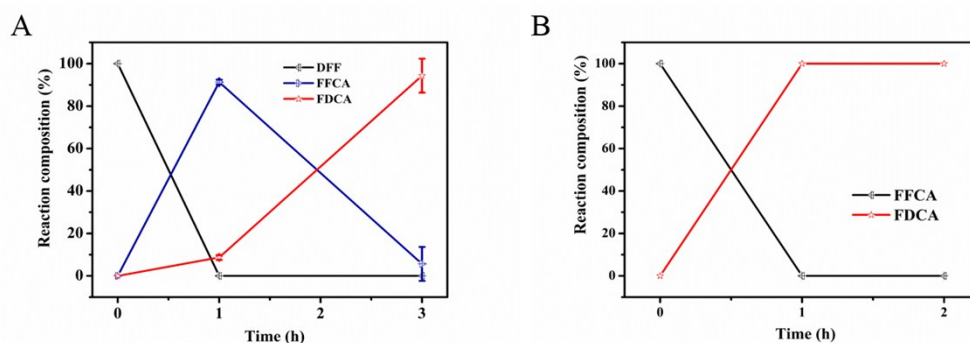 A
Reaction composition (%)
100
80
60
40
20
0
DFF
FFCA
FDCA
0 1 2 3
Time (h)
B
Reaction composition (%)
100
80
60
40
20
0
FFCA
FDCA
0 1 2
Time (h)